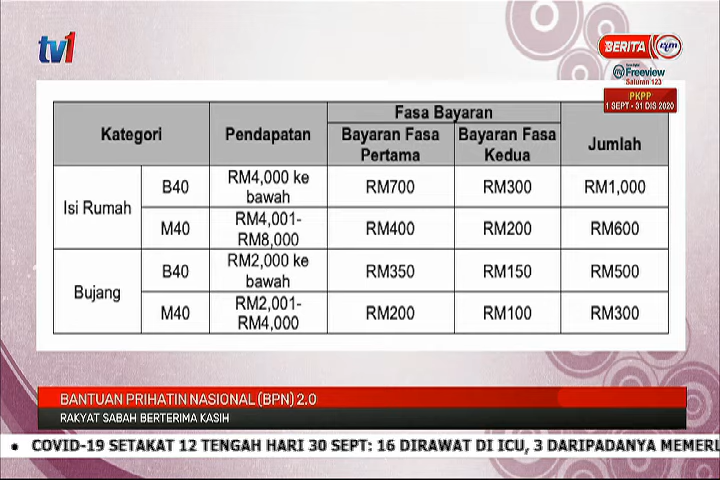 tv1
BERITA rtm
myFreeview
Saluran 123
PKPP
1 SEPT - 31 DIS 2020
Kategori
Pendapatan
Fasa Bayaran
Bayaran Fasa
Pertama
Bayaran Fasa
Kedua
Jumlah
Isi Rumah
B40
RM4,000 ke
bawah
RM700
RM300
RM1,000
M40
RM4,001-
RM8,000
RM400
RM200
RM600
Bujang
B40
RM2,000 ke
bawah
RM350
RM150
RM500
M40
RM2,001-
RM4,000
RM200
RM100
RM300
BANTUAN PRIHATIN NASIONAL (BPN) 2.0
RAKYAT SABAH BERTERIMA KASIH
• COVID-19 SETAKAT 12 TENGAH HARI 30 SEPT: 16 DIRAWAT DI ICU, 3 DARIPADANYA MEMERL